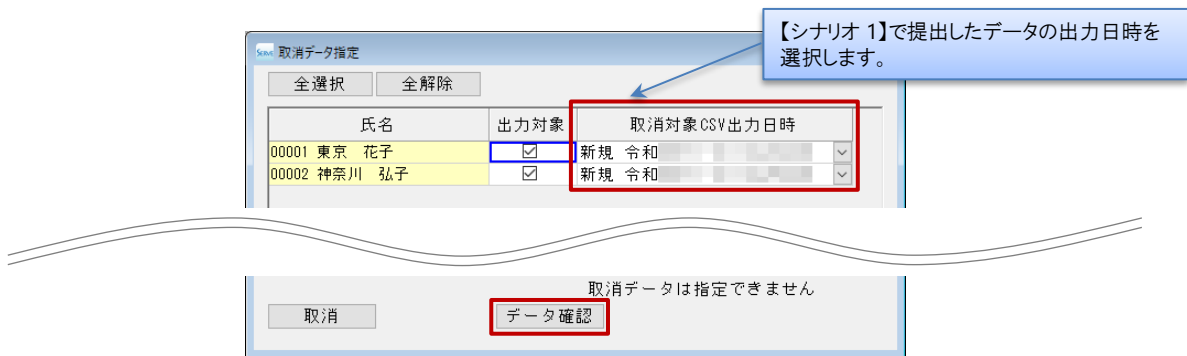 【シナリオ 1】で提出したデータの出力日時を
選択します。
取消データ指定
全選択 全解除
氏名 出力対象 取消対象CSV出力日時
00001 東京 花子 新規 令和
00002 神奈川 弘子 新規 令和
取消データは指定できません
取消 データ確認